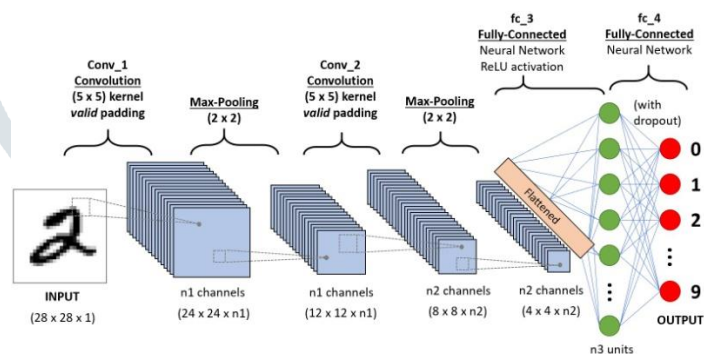 fc_3
Fully-Connected
Neural Network
ReLU activation
fc_4
Fully-Connected
Neural Network
Conv_1
Convolution
(5 x 5) kernel
valid padding
Max-Pooling
(2 x 2)
Conv_2
Convolution
(5 x 5) kernel
valid padding
Max-Pooling
(2 x 2)
(with
dropout)
Flattened
2
0
1
2
9
INPUT
(28 x 28 x 1)
n1 channels
(24 x 24 x n1)
n1 channels
(12 x 12 x n1)
n2 channels
(8 x 8 x n2)
n2 channels
(4 x 4 x n2)
OUTPUT
n3 units